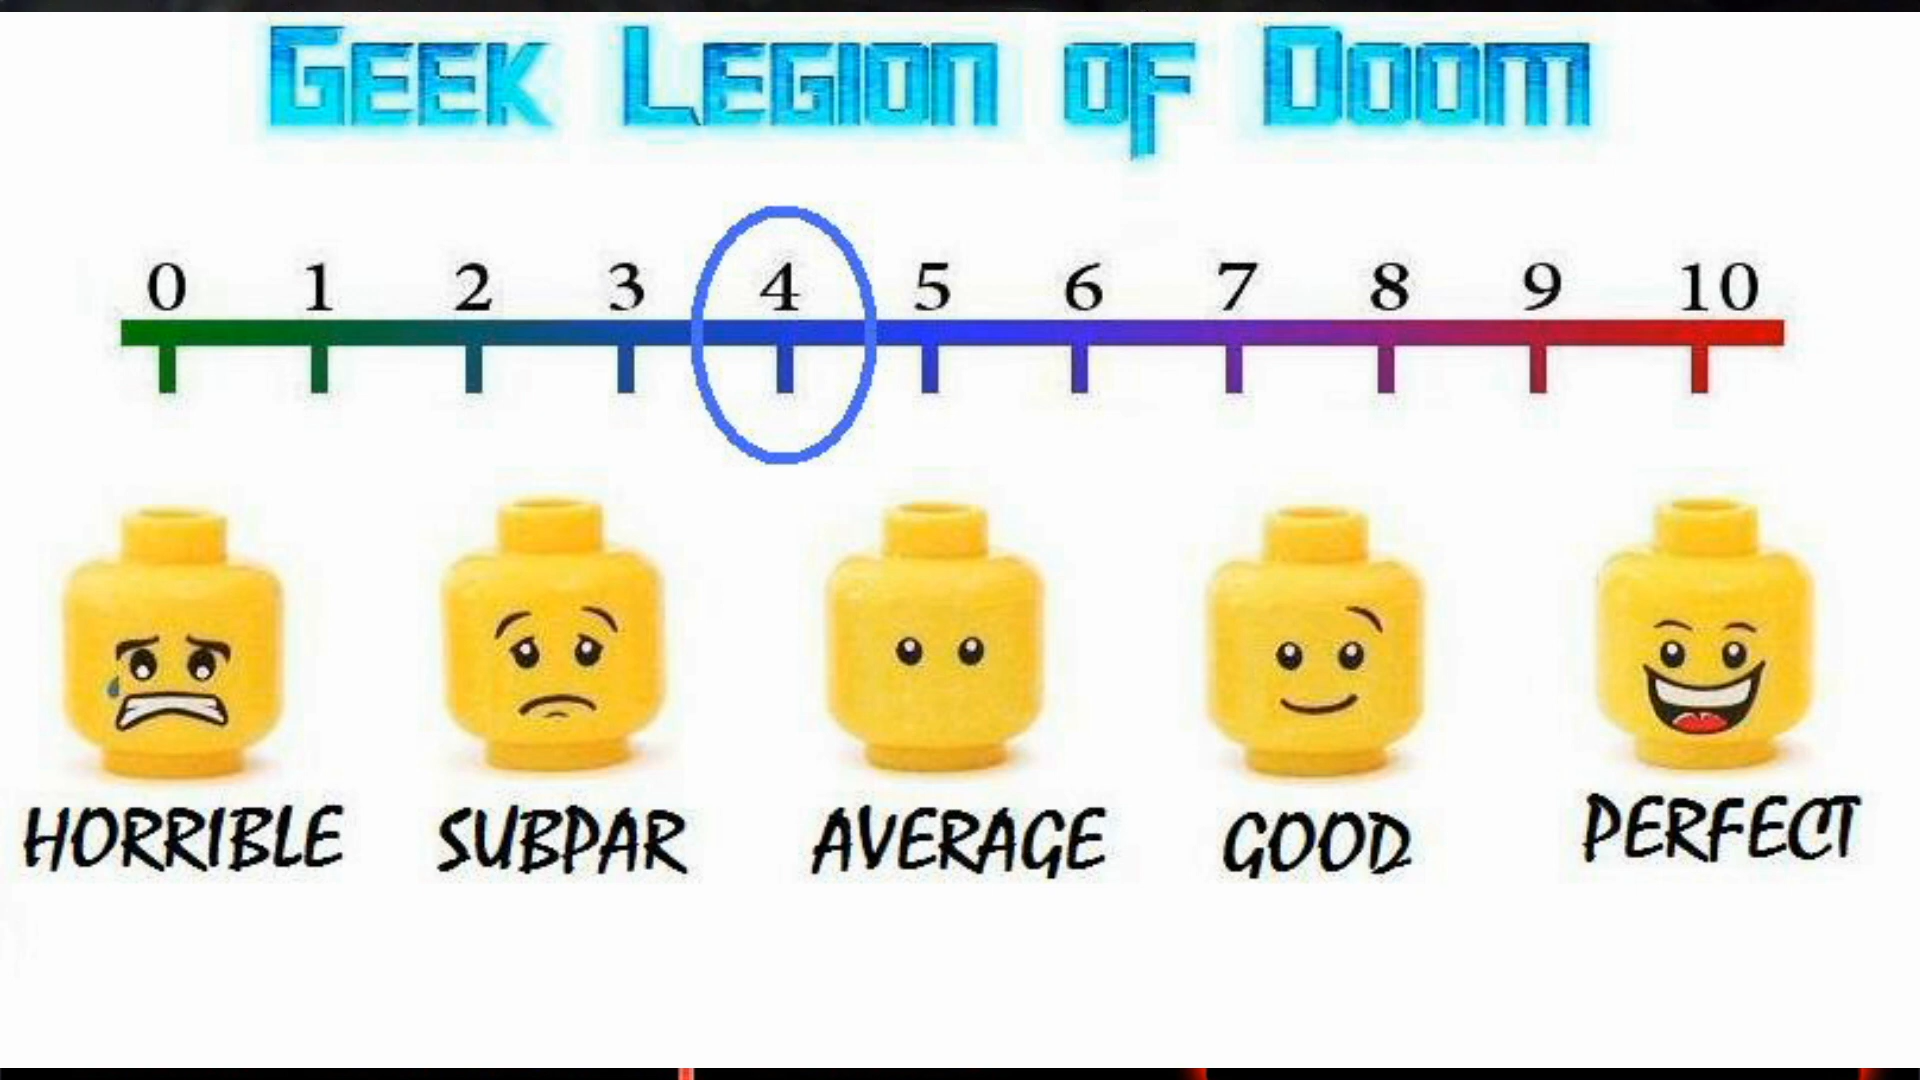 GEEK LEGION OF DOOM
0 1 2 3 4 5 6 7 8 9 10
HORRIBLE SUBPAR AVERAGE GOOD PERFECT